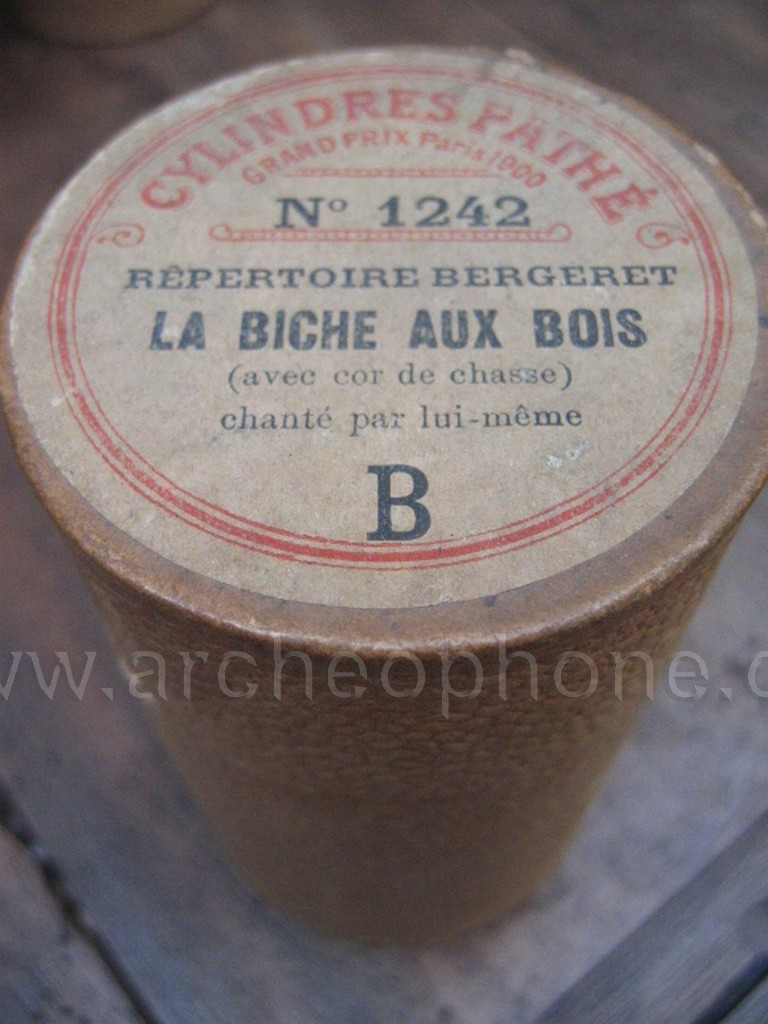 CYLINDRES PATHÉ
GRAND PRIX Paris 1900
Nº 1242
RÊPERTOIRE BERGERET
LA BICHE AUX BOIS
(avec cor de chasse)
chanté par lui-même
B
www.archeophone.